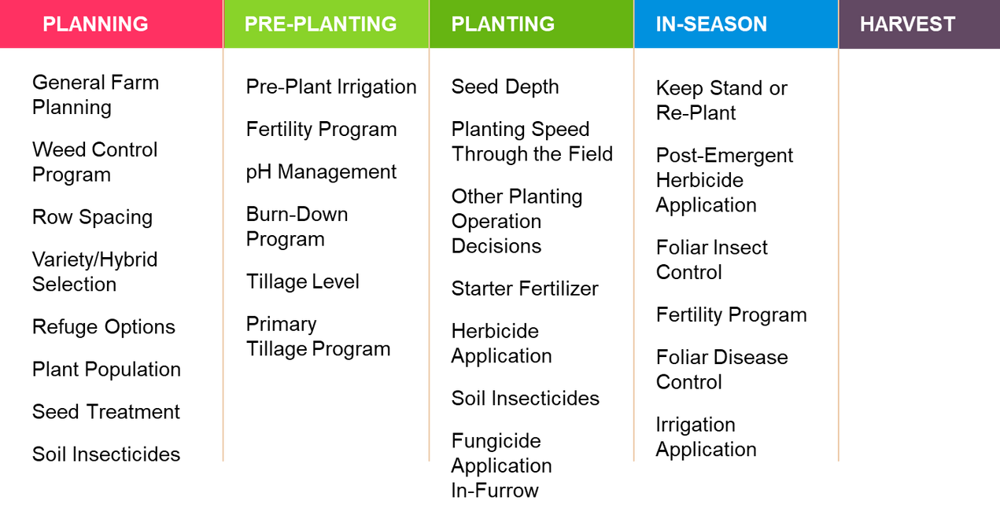 PLANNING
PRE-PLANTING
PLANTING
IN-SEASON
HARVEST
General Farm
Planning
Weed Control
Program
Row Spacing
Variety/Hybrid
Selection
Refuge Options
Plant Population
Seed Treatment
Soil Insecticides
Pre-Plant Irrigation
Fertility Program
pH Management
Burn-Down
Program
Tillage Level
Primary
Tillage Program
Seed Depth
Planting Speed
Through the Field
Other Planting
Operation
Decisions
Starter Fertilizer
Herbicide
Application
Soil Insecticides
Fungicide
Application
In-Furrow
Keep Stand or
Re-Plant
Post-Emergent
Herbicide
Application
Foliar Insect
Control
Fertility Program
Foliar Disease
Control
Irrigation
Application